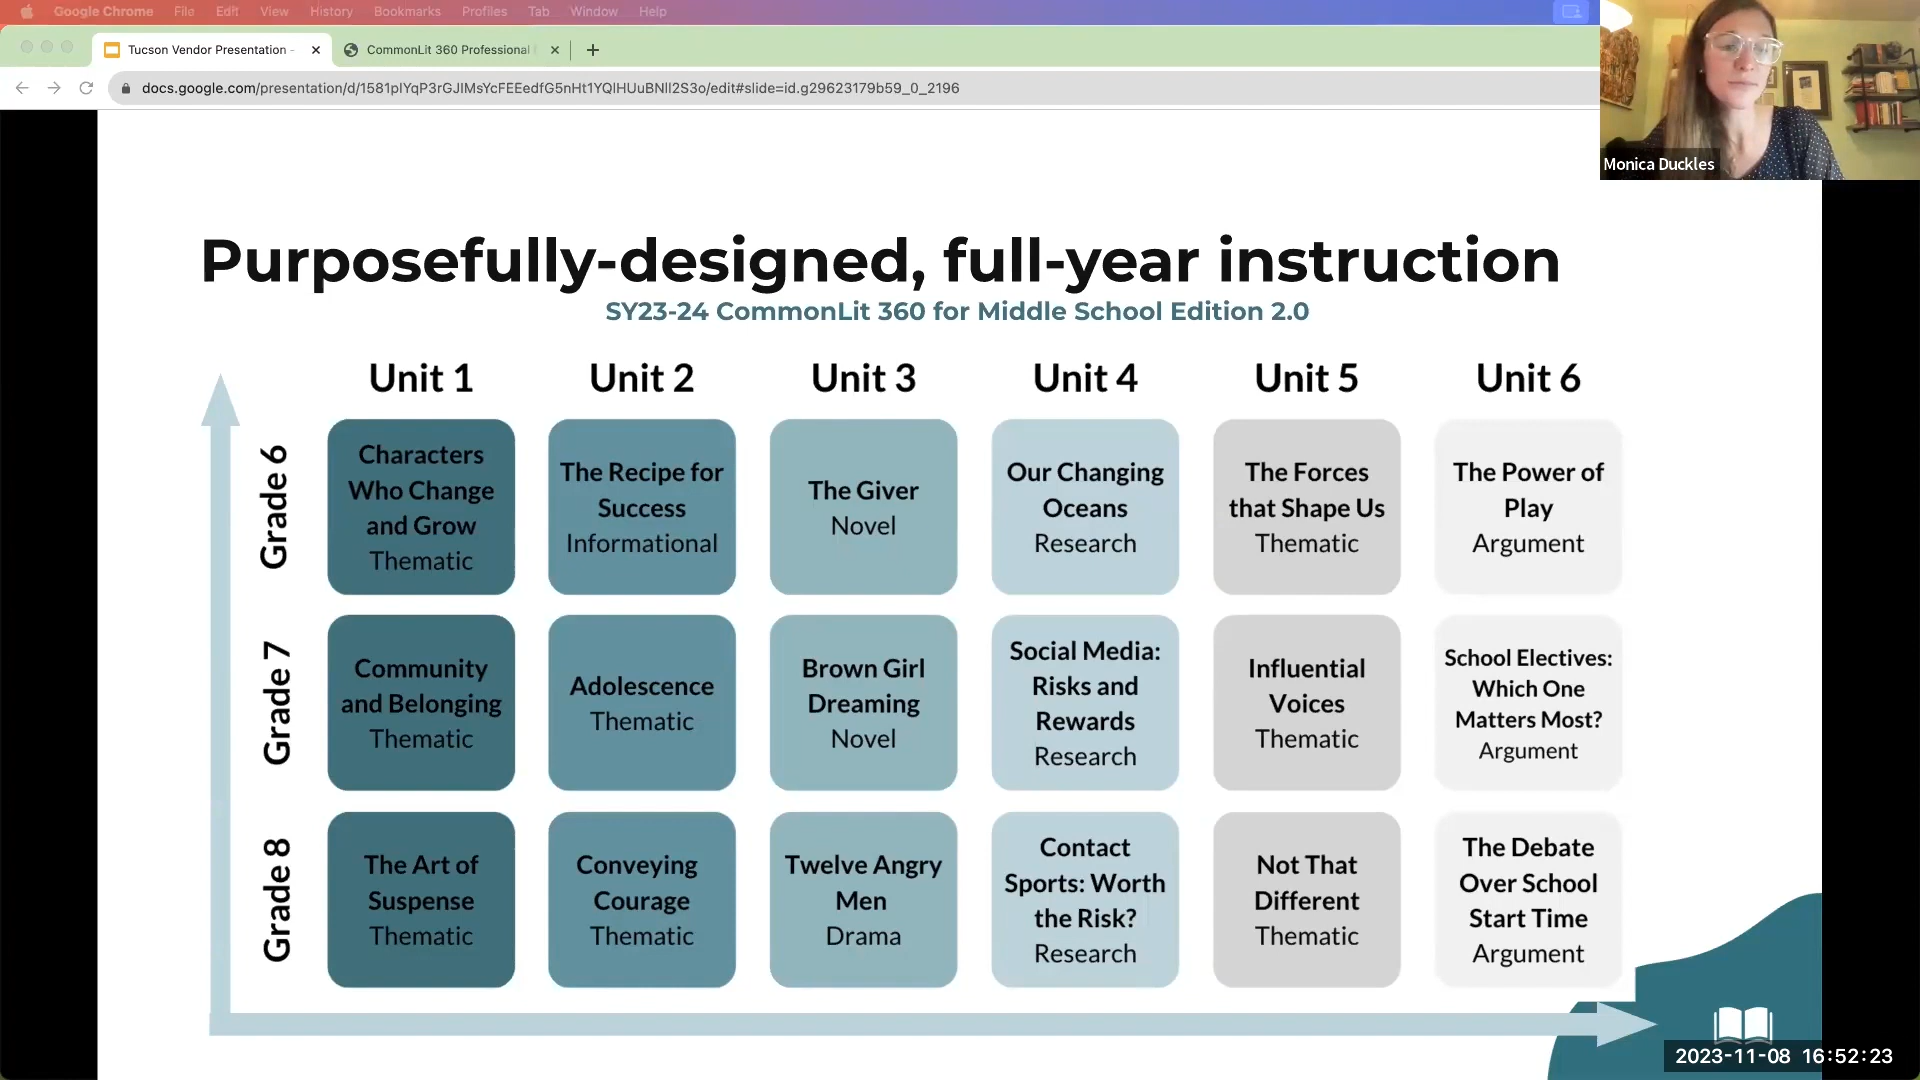 Google Chrome File Edit View History Bookmarks Profiles Tab Window Help
Tucson Vendor Presentation -
CommonLit 360 Professional
docs.google.com/presentation/d/1581pIYqP3rGJIMsYcFEEedfG5nHt1YQIHUuBNII2S3o/edit#slide=id.g29623179b59_0_2196
Monica Duckles
Purposefully-designed, full-year instruction
SY23-24 CommonLit 360 for Middle School Edition 2.0
Unit 1 Unit 2 Unit 3 Unit 4 Unit 5 Unit 6
Grade 6
Characters
Who Change
and Grow
Thematic
The Recipe for
Success
Informational
The Giver
Novel
Our Changing
Oceans
Research
The Forces
that Shape Us
Thematic
The Power of
Play
Argument
Grade 7
Community
and Belonging
Thematic
Adolescence
Thematic
Brown Girl
Dreaming
Novel
Social Media:
Risks and
Rewards
Research
Influential
Voices
Thematic
School Electives:
Which One
Matters Most?
Argument
Grade 8
The Art of
Suspense
Thematic
Conveying
Courage
Thematic
Twelve Angry
Men
Drama
Contact
Sports: Worth
the Risk?
Research
Not That
Different
Thematic
The Debate
Over School
Start Time
Argument
2023-11-08 16:52:23